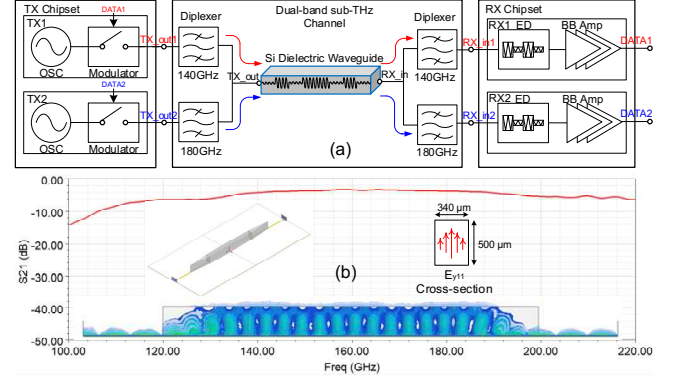 TX Chipset
DATA1
TX1
TX_out1
OSC
Modulator
DATA2
TX2
TX_out2
OSC
Modulator
Diplexer
140GHz
180GHz
Dual-band sub-THz
Channel
Si Dielectric Waveguide
TX_out
RX_in
(a)
Diplexer
140GHz
180GHz
RX Chipset
RX1 ED
BB Amp
RX_in1
DATA1
RX2 ED
BB Amp
RX_in2
DATA2
0.00
-10.00
-20.00
-30.00
-40.00
-50.00
S21 (dB)
(b)
340 µm
500 µm
Ey11
Cross-section
100.00
120.00
140.00
160.00
180.00
200.00
220.00
Freq (GHz)